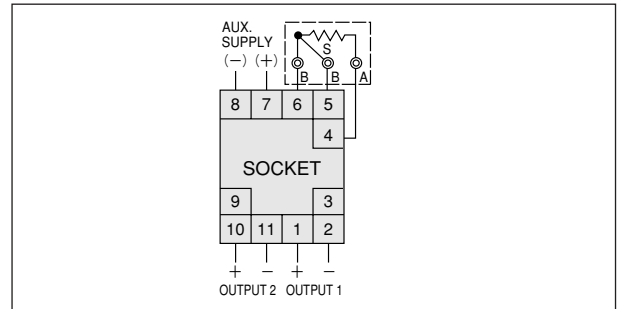 AUX.
SUPPLY
(−) (+)
S
B B A
8 7 6 5
4
SOCKET
9 3
10 11 1 2
+ − + −
OUTPUT 2 OUTPUT 1